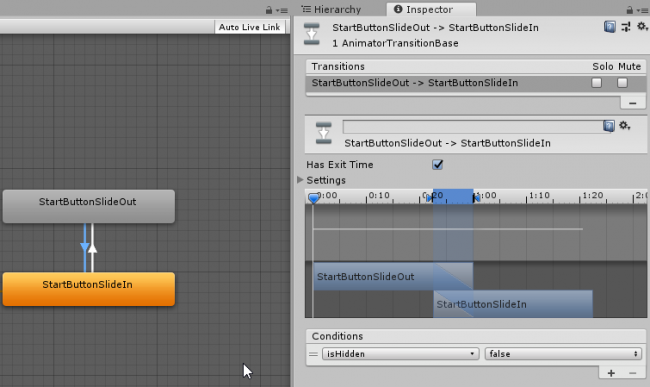 Auto Live Link
StartButtonSlideOut
StartButtonSlideIn
Hierarchy Inspector
StartButtonSlideOut -> StartButtonSlideIn
1 AnimatorTransitionBase
Transitions Solo Mute
StartButtonSlideOut -> StartButtonSlideIn
StartButtonSlideOut -> StartButtonSlideIn
Has Exit Time
Settings
0:00 0:10 0:20 1:00 1:10 1:20 2:0
StartButtonSlideOut
StartButtonSlideIn
Conditions
isHidden false